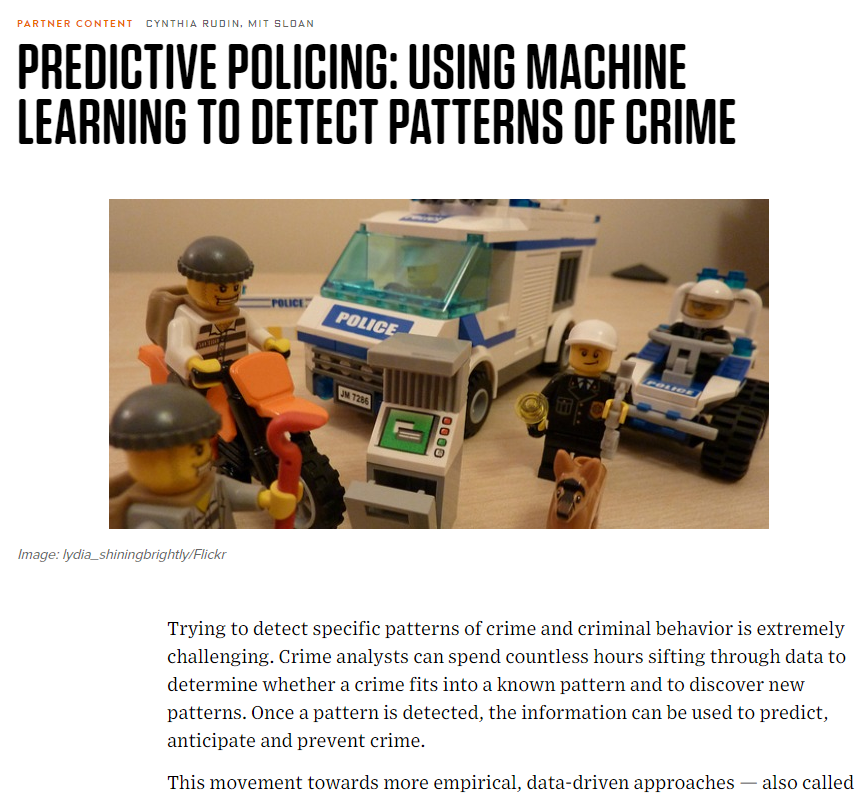 PARTNER CONTENT CYNTHIA RUDIN, MIT SLOAN
PREDICTIVE POLICING: USING MACHINE
LEARNING TO DETECT PATTERNS OF CRIME
POLICE
POLICE
JM 7286
POLICE
Image: lydia_shiningbrightly/Flickr
Trying to detect specific patterns of crime and criminal behavior is extremely
challenging. Crime analysts can spend countless hours sifting through data to
determine whether a crime fits into a known pattern and to discover new
patterns. Once a pattern is detected, the information can be used to predict,
anticipate and prevent crime.
This movement towards more empirical, data-driven approaches — also called